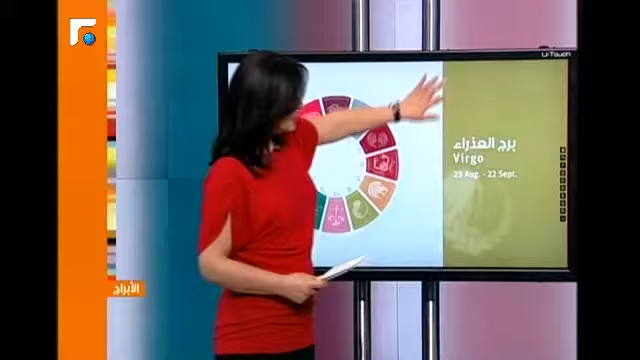 U-Touch
برج العذراء
Virgo
23 Aug. - 22 Sept.
الأبراج